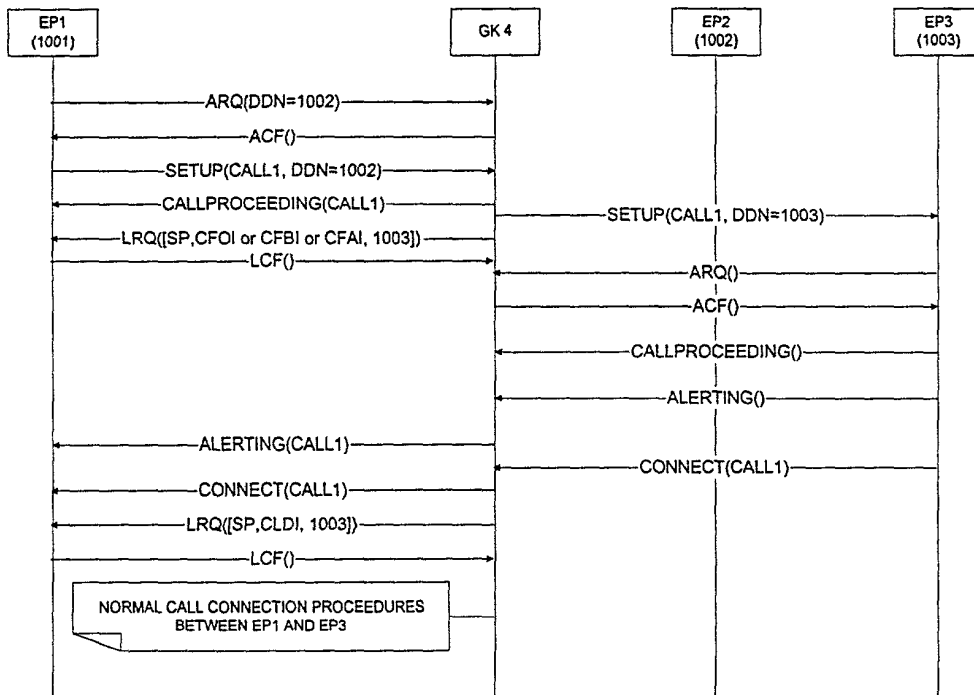 EP1
(1001)
GK 4
EP2
(1002)
EP3
(1003)
ARQ(DDN=1002)
ACF()
SETUP(CALL1, DDN=1002)
CALLPROCEEDING(CALL1)
SETUP(CALL1, DDN=1003)
LRQ([SP,CFOI or CFBI or CFAI, 1003])
LCF()
ARQ()
ACF()
CALLPROCEEDING()
ALERTING()
ALERTING(CALL1)
CONNECT(CALL1)
CONNECT(CALL1)
LRQ([SP,CLDI, 1003])
LCF()
NORMAL CALL CONNECTION PROCEEDURES
BETWEEN EP1 AND EP3